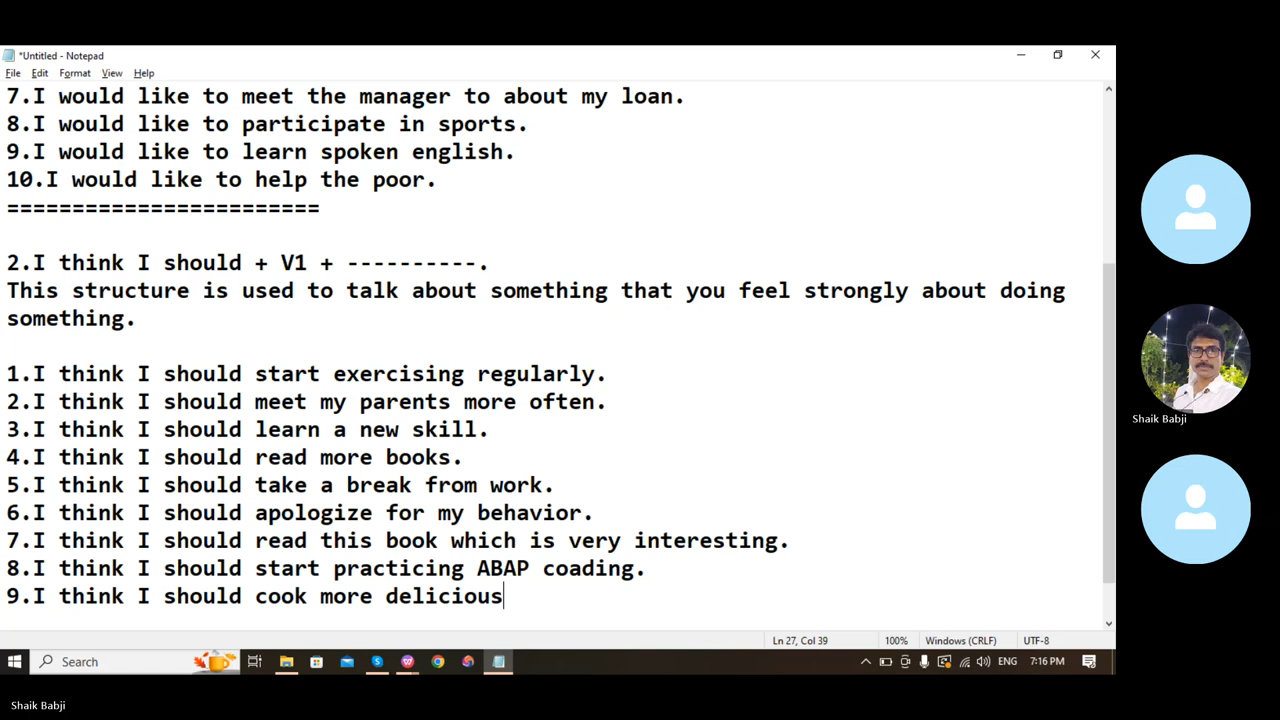 *Untitled - Notepad
File Edit Format View Help
7.I would like to meet the manager to about my loan.
8.I would like to participate in sports.
9.I would like to learn spoken english.
10.I would like to help the poor.
========================
2.I think I should + V1 + ----------.
This structure is used to talk about something that you feel strongly about doing
something.
1.I think I should start exercising regularly.
2.I think I should meet my parents more often.
3.I think I should learn a new skill.
4.I think I should read more books.
5.I think I should take a break from work.
6.I think I should apologize for my behavior.
7.I think I should read this book which is very interesting.
8.I think I should start practicing ABAP coading.
9.I think I should cook more delicious
Ln 27, Col 39 100% Windows (CRLF) UTF-8
Search ENG 7:16 PM
Shaik Babji
Shaik Babji